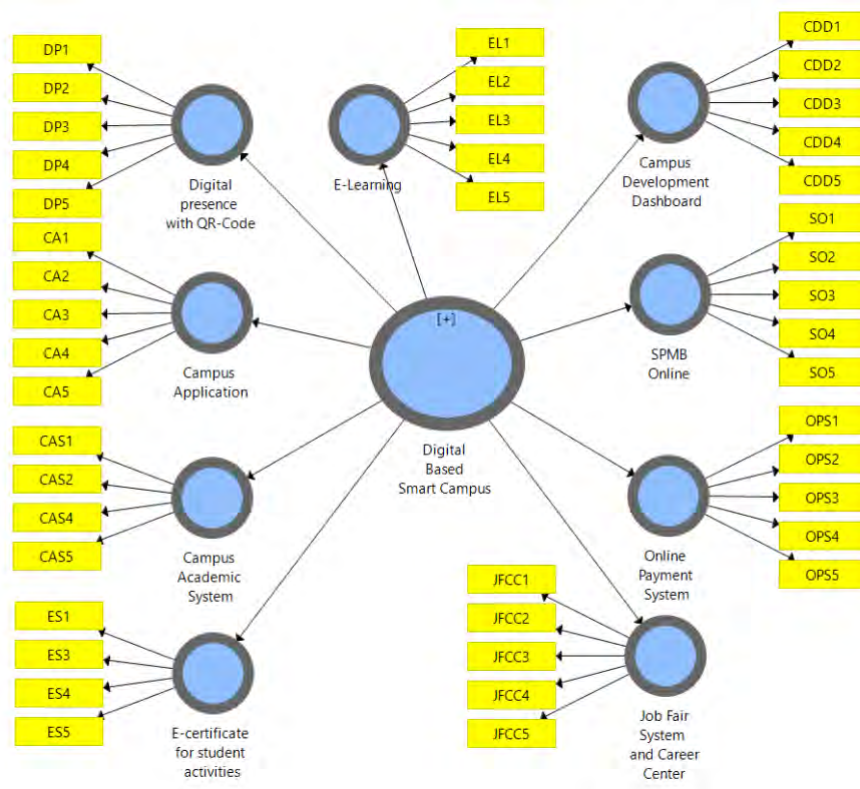 DP1
DP2
DP3
DP4
DP5
Digital
presence
with QR-Code
EL1
EL2
EL3
EL4
EL5
E-Learning
CDD1
CDD2
CDD3
CDD4
CDD5
Campus
Development
Dashboard
CA1
CA2
CA3
CA4
CA5
Campus
Application
[+]
Digital
Based
Smart Campus
SO1
SO2
SO3
SO4
SO5
SPMB
Online
CAS1
CAS2
CAS4
CAS5
Campus
Academic
System
OPS1
OPS2
OPS3
OPS4
OPS5
Online
Payment
System
ES1
ES3
ES4
ES5
E-certificate
for student
activities
JFCC1
JFCC2
JFCC3
JFCC4
JFCC5
Job Fair
System
and Career
Center